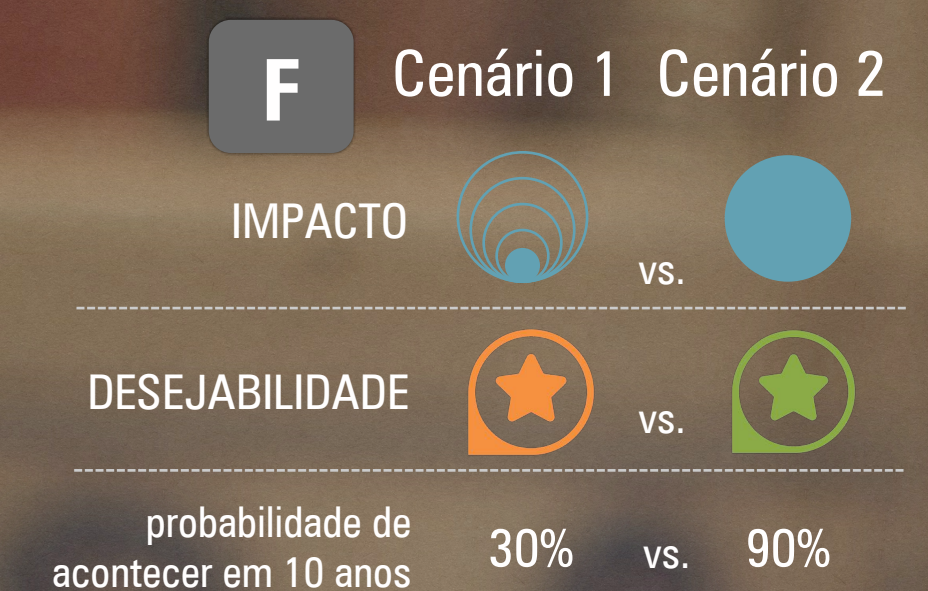 F Cenário 1 Cenário 2
IMPACTO vs.
DESEJABILIDADE vs.
probabilidade de
acontecer em 10 anos 30% vs. 90%